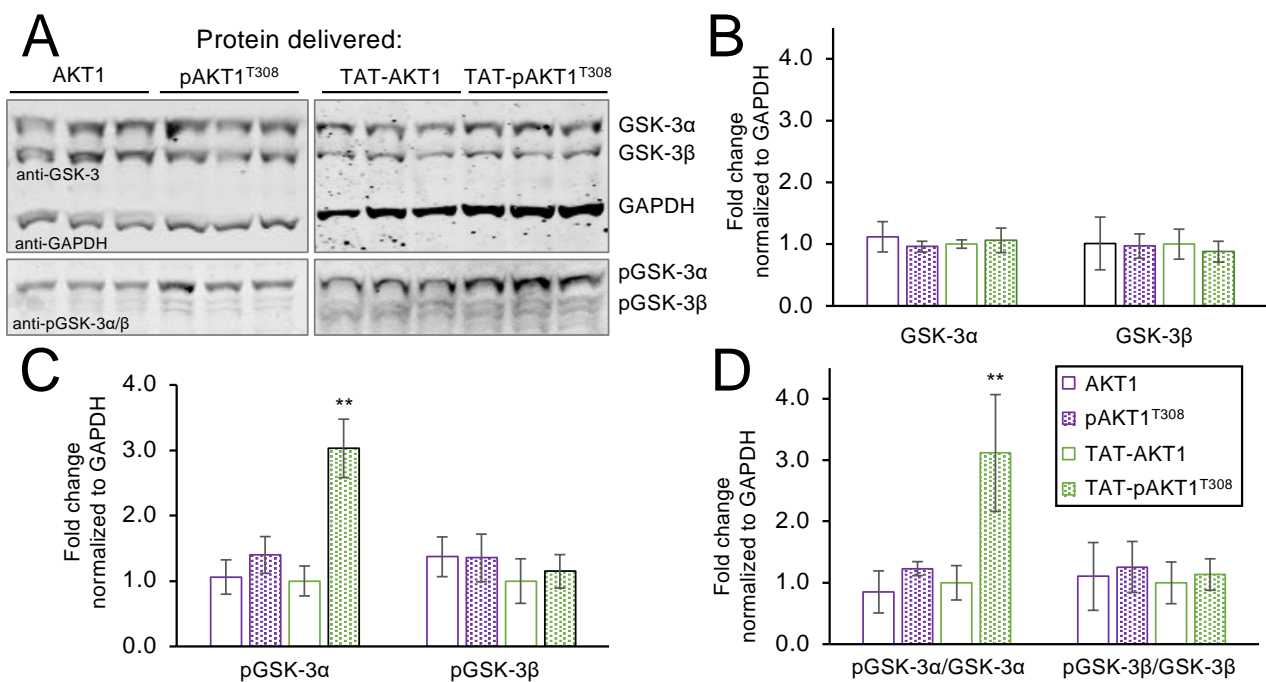 A
Protein delivered:
AKT1 pAKT1T308 TAT-AKT1 TAT-pAKT1T308
GSK-3α
GSK-3β
anti-GSK-3
GAPDH
anti-GAPDH
pGSK-3α
pGSK-3β
anti-pGSK-3α/β
B
Fold change
normalized to GAPDH
4.0
3.0
2.0
1.0
0.0
GSK-3α GSK-3β
C
Fold change
normalized to GAPDH
4.0
3.0
2.0
1.0
0.0
**
pGSK-3α pGSK-3β
D
Fold change
normalized to GAPDH
4.0
3.0
2.0
1.0
0.0
**
AKT1
pAKT1T308
TAT-AKT1
TAT-pAKT1T308
pGSK-3α/GSK-3α pGSK-3β/GSK-3β